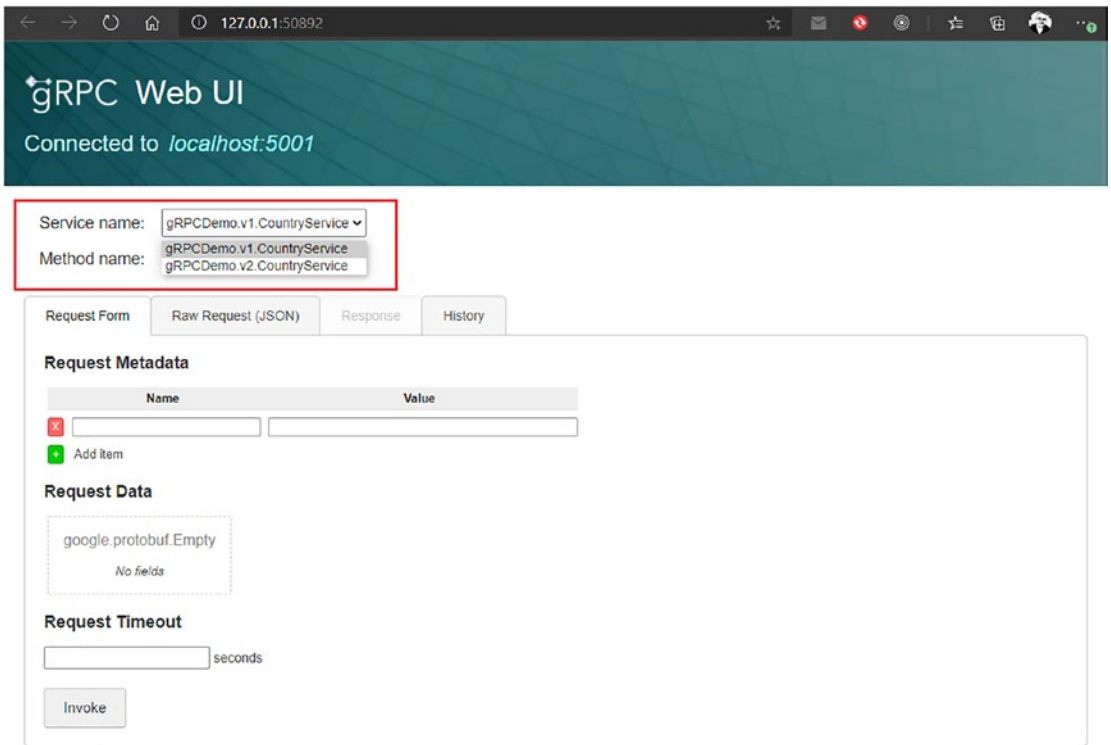 127.0.0.1:50892
gRPC Web UI
Connected to localhost:5001
Service name: gRPCDemo.v1.CountryService
gRPCDemo.v1.CountryService
Method name:
gRPCDemo.v2.CountryService
Request Form Raw Request (JSON) Response History
Request Metadata
Name Value
X
+ Add item
Request Data
google.protobuf.Empty
No fields
Request Timeout
seconds
Invoke